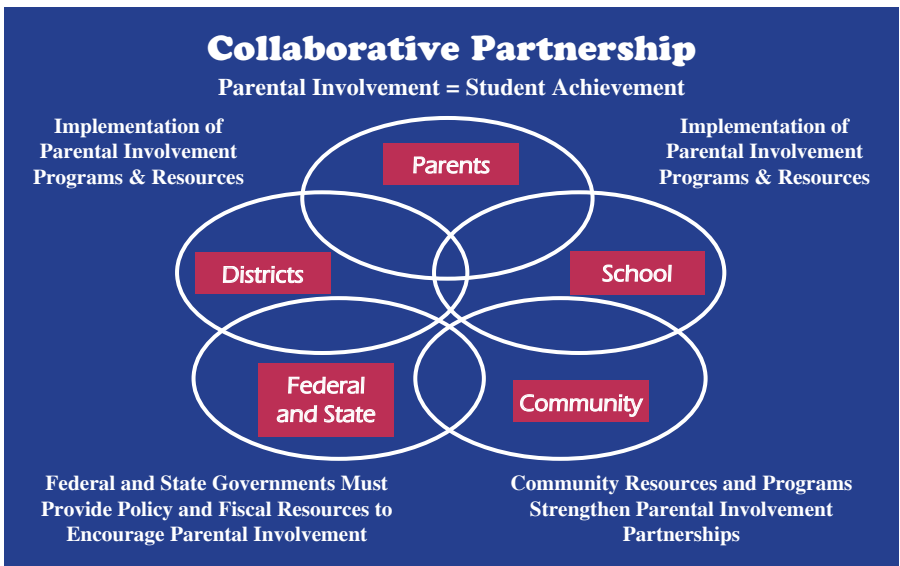 Collaborative Partnership
Parental Involvement = Student Achievement
Implementation of
Parental Involvement
Programs & Resources
Implementation of
Parental Involvement
Programs & Resources
Parents
Districts
School
Federal
and State
Community
Federal and State Governments Must
Provide Policy and Fiscal Resources to
Encourage Parental Involvement
Community Resources and Programs
Strengthen Parental Involvement
Partnerships